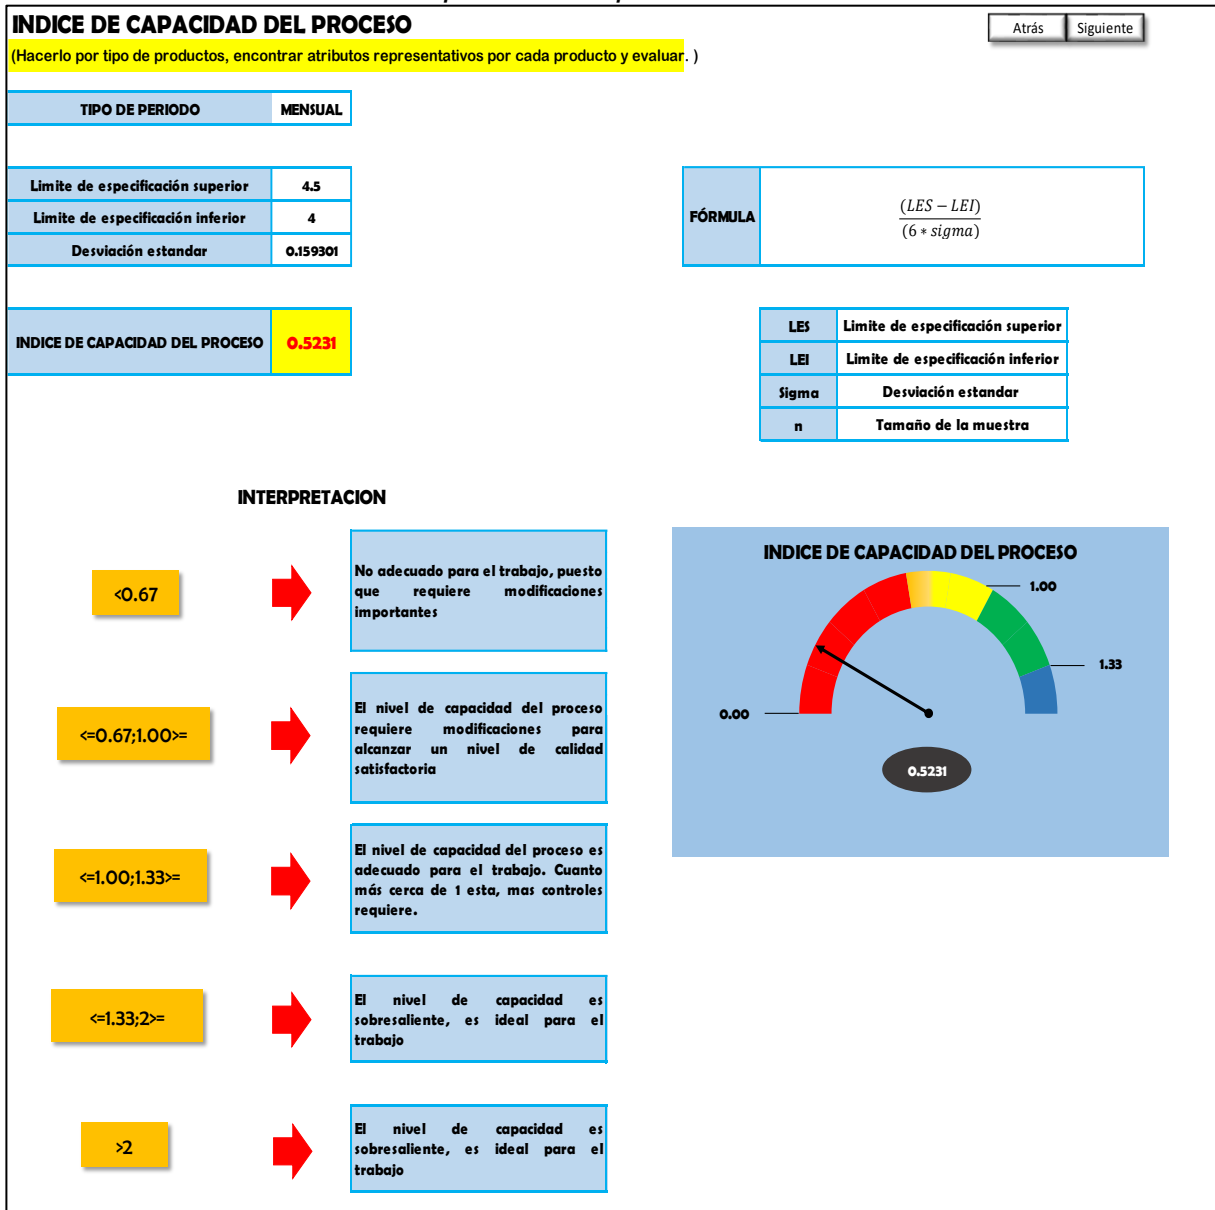 INDICE DE CAPACIDAD DEL PROCESO
Atrás
Siguiente
(Hacerlo por tipo de productos, encontrar atributos representativos por cada producto y evaluar. )
TIPO DE PERIODO
MENSUAL
Limite de especificación superior
4.5
Limite de especificación inferior
4
Desviación estandar
0.159301
FÓRMULA
(LES − LEI)
(6 ∗ sigma)
INDICE DE CAPACIDAD DEL PROCESO
0.5231
LES
Limite de especificación superior
LEI
Limite de especificación inferior
Sigma
Desviación estandar
n
Tamaño de la muestra
INTERPRETACION
<0.67
No adecuado para el trabajo, puesto
que requiere modificaciones
importantes
<=0.67;1.00>=
El nivel de capacidad del proceso
requiere modificaciones para
alcanzar un nivel de calidad
satisfactoria
<=1.00;1.33>=
El nivel de capacidad del proceso es
adecuado para el trabajo. Cuanto
más cerca de 1 esta, mas controles
requiere.
<=1.33;2>=
El nivel de capacidad es
sobresaliente, es ideal para el
trabajo
>2
El nivel de capacidad es
sobresaliente, es ideal para el
trabajo
INDICE DE CAPACIDAD DEL PROCESO
1.00
1.33
0.00
0.5231